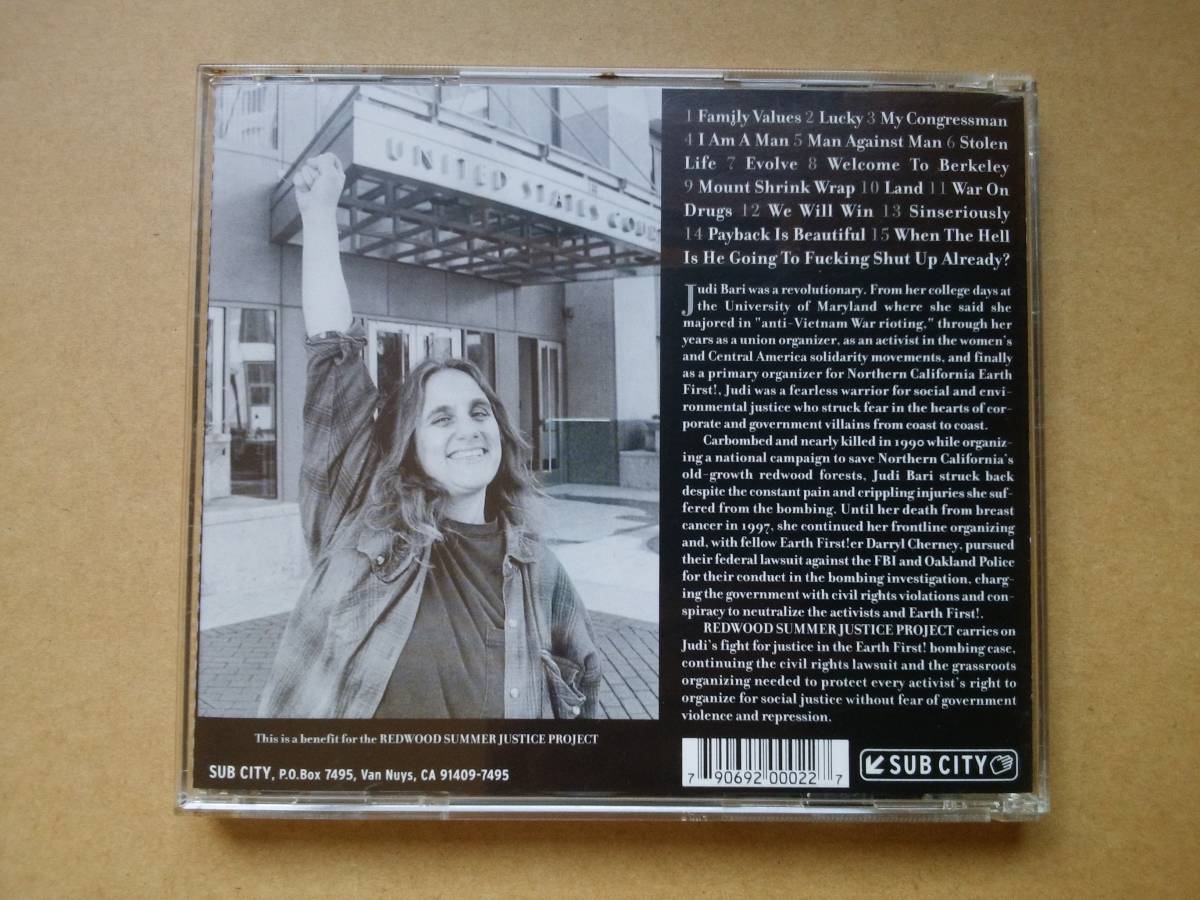 UNITED STATES COUR
1 Family Values 2 Lucky 3 My Congressman
4 I Am A Man 5 Man Against Man 6 Stolen
Life 7 Evolve 8 Welcome To Berkeley
9 Mount Shrink Wrap 10 Land 11 War On
Drugs 12 We Will Win 13 Sinseriously
14 Payback Is Beautiful 15 When The Hell
Is He Going To Fucking Shut Up Already?
Judi Bari was a revolutionary. From her college days at
the University of Maryland where she said she
majored in "anti-Vietnam War rioting," through her
years as a union organizer, as an activist in the women's
and Central America solidarity movements, and finally
as a primary organizer for Northern California Earth
First!, Judi was a fearless warrior for social and envi-
ronmental justice who struck fear in the hearts of cor-
porate and government villains from coast to coast.
Carbombed and nearly killed in 1990 while organiz-
ing a national campaign to save Northern California's
old-growth redwood forests, Judi Bari struck back
despite the constant pain and crippling injuries she suf-
fered from the bombing. Until her death from breast
cancer in 1997, she continued her frontline organizing
and, with fellow Earth First!er Darryl Cherney, pursued
their federal lawsuit against the FBI and Oakland Police
for their conduct in the bombing investigation, charg-
ing the government with civil rights violations and con-
spiracy to neutralize the activists and Earth First!.
REDWOOD SUMMER JUSTICE PROJECT carries on
Judi's fight for justice in the Earth First! bombing case,
continuing the civil rights lawsuit and the grassroots
organizing needed to protect every activist's right to
organize for social justice without fear of government
violence and repression.
This is a benefit for the REDWOOD SUMMER JUSTICE PROJECT
SUB CITY, P.O.Box 7495, Van Nuys, CA 91409-7495
7 90692 00022 7
SUB CITY